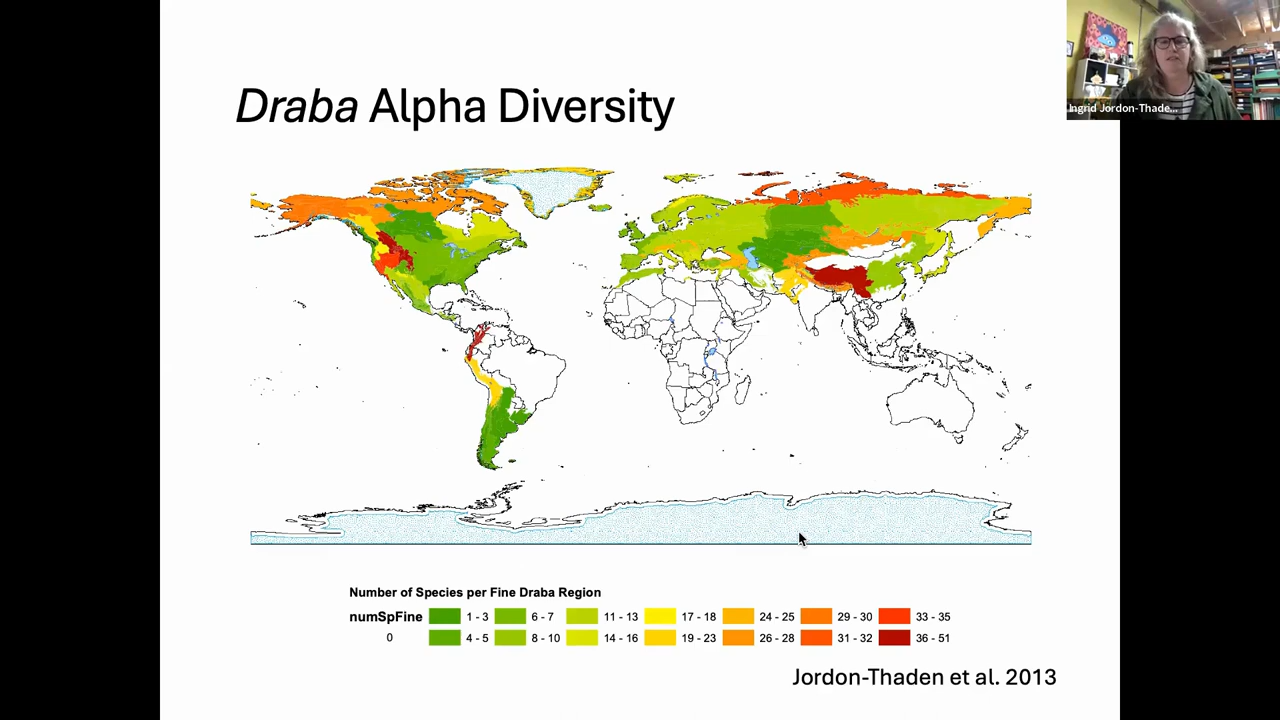 Draba Alpha Diversity
Ingrid Jordon-Thade...
Number of Species per Fine Draba Region
numSpFine 1 - 3 6 - 7 11 - 13 17 - 18 24 - 25 29 - 30 33 - 35
0 4 - 5 8 - 10 14 - 16 19 - 23 26 - 28 31 - 32 36 - 51
Jordon-Thaden et al. 2013